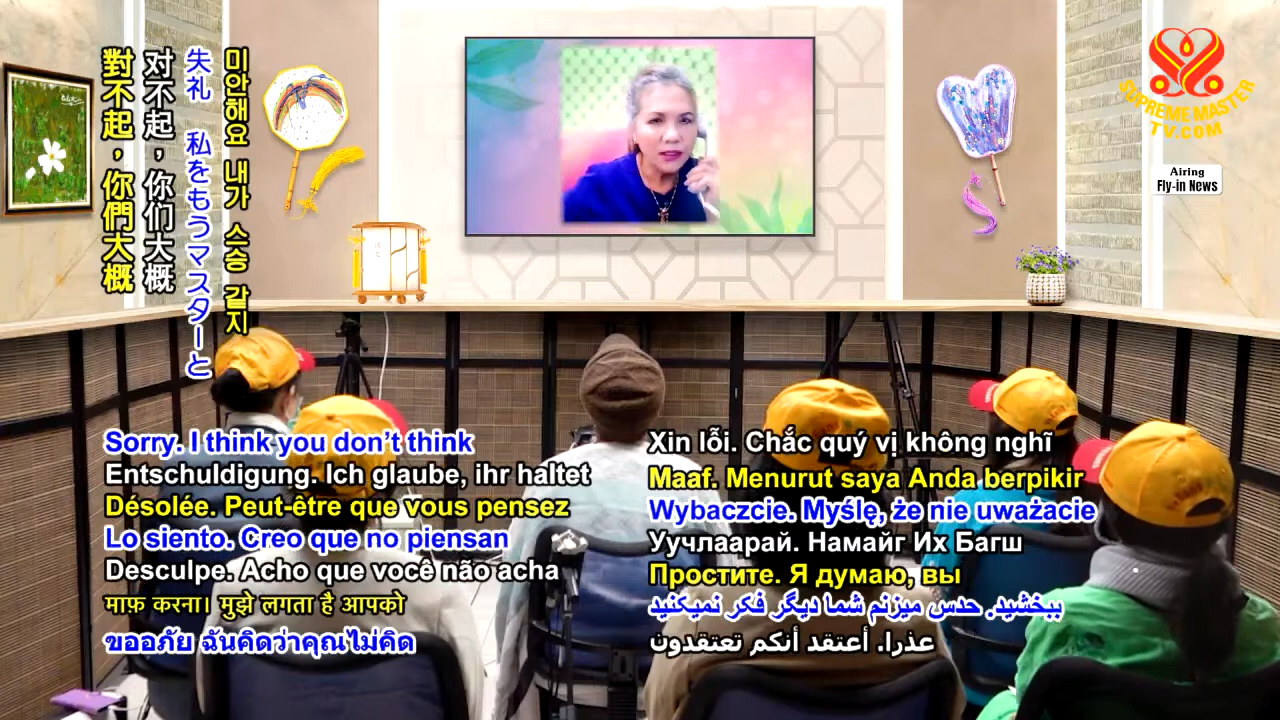 SUPREME MASTER
TV.COM
Airing
Fly-in News
미안해요 내가 스승 같지
失礼 私をもうマスターと
对不起，你们大概
對不起，你們大概
Sorry. I think you don’t think
Entschuldigung. Ich glaube, ihr haltet
Désolée. Peut-être que vous pensez
Lo siento. Creo que no piensan
Desculpe. Acho que você não acha
माफ़ करना। मुझे लगता है आपको
ขออภัย ฉันคิดว่าคุณไม่คิด
Xin lỗi. Chắc quý vị không nghĩ
Maaf. Menurut saya Anda berpikir
Wybaczcie. Myślę, że nie uważacie
Уучлаарай. Намайг Их Багш
Простите. Я думаю, вы
ببخشید. حدس میزنم شما دیگر فکر نمیکنید
عذرا. أعتقد أنكم تعتقدون